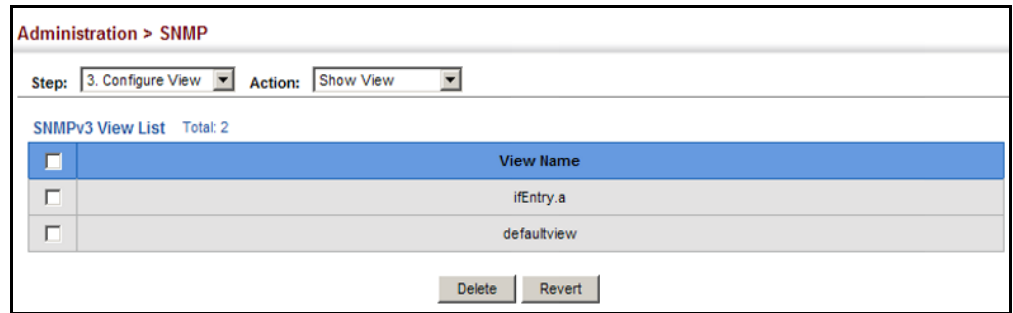 Administration > SNMP
Step: 3. Configure View Action: Show View
SNMPv3 View List Total: 2
View Name
ifEntry.a
defaultview
Delete Revert